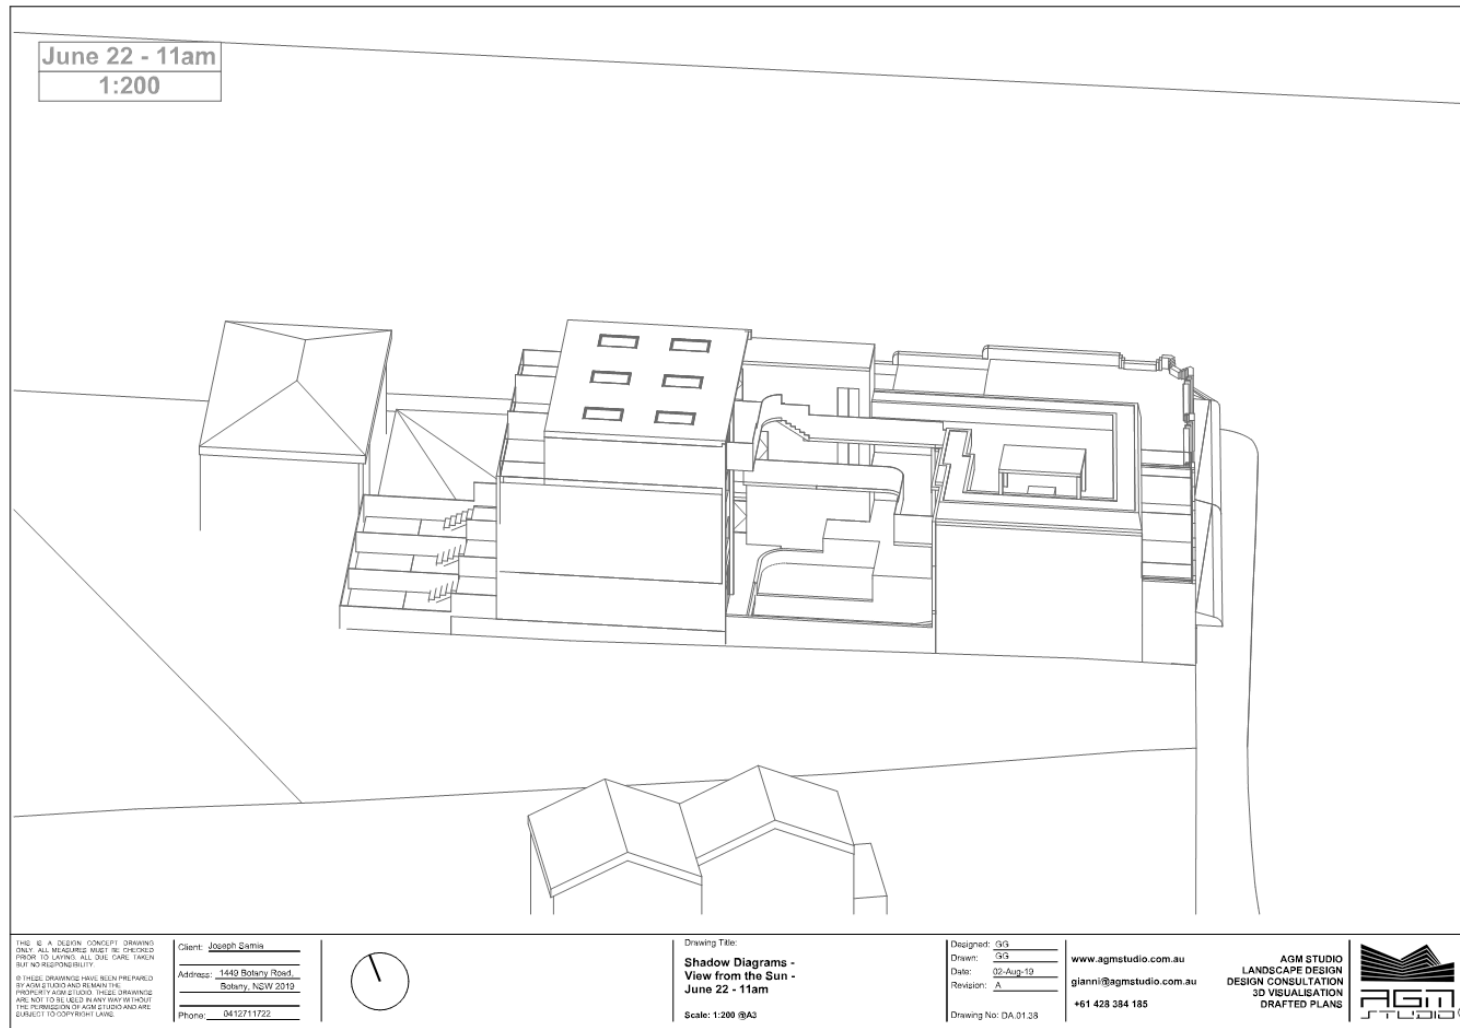 June 22 - 11am
1:200
THIS IS A DESIGN CONCEPT DRAWING
ONLY. ALL MEASURES MUST BE CHECKED
PRIOR TO LAYING. ALL DUE CARE TAKEN
BUT NO RESPONSIBILITY.
© THESE DRAWINGS HAVE BEEN PREPARED
BY AGM STUDIO AND REMAIN THE
PROPERTY AGM STUDIO. THESE DRAWINGS
ARE NOT TO BE USED IN ANY WAY WITHOUT
THE PERMISSION OF AGM STUDIO AND ARE
SUBJECT TO COPYRIGHT LAWS.
Client: Joseph Samia
Address: 1449 Botany Road,
Botany, NSW 2019
Phone: 0412711722
Drawing Title:
Shadow Diagrams -
View from the Sun -
June 22 - 11am
Scale: 1:200 @A3
Designed: GG
Drawn: GG
Date: 02-Aug-19
Revision: A
Drawing No: DA.01.38
www.agmstudio.com.au
gianni@agmstudio.com.au
+61 428 384 185
AGM STUDIO
LANDSCAPE DESIGN
DESIGN CONSULTATION
3D VISUALISATION
DRAFTED PLANS
AGM
STUDIO